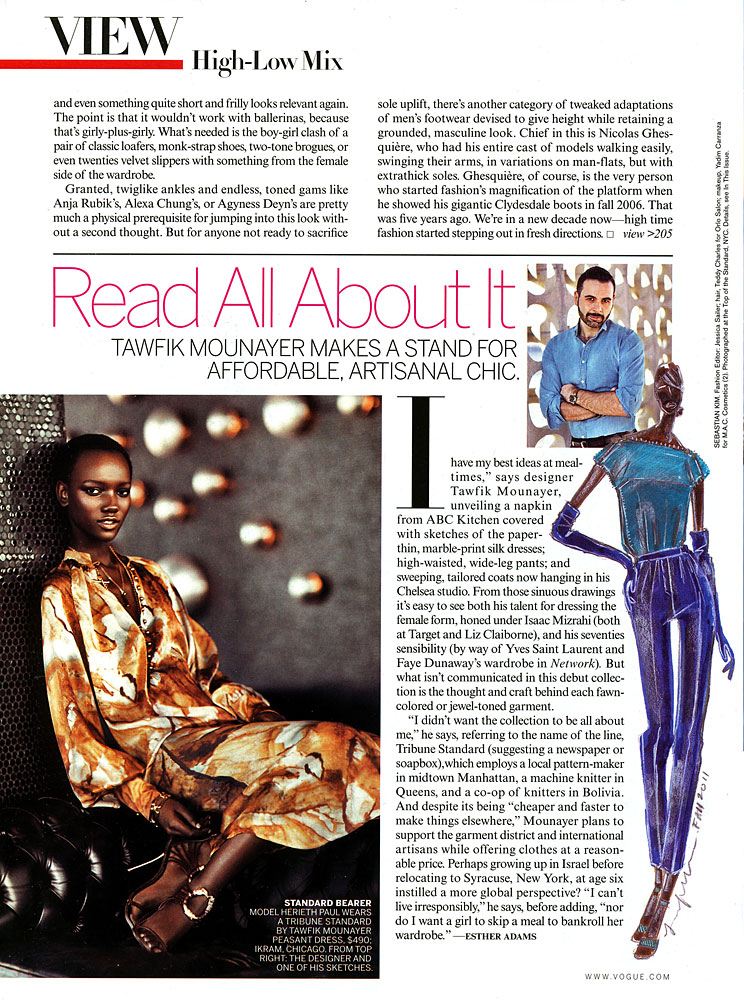 VIEW
High-Low Mix
and even something quite short and frilly looks relevant again.
The point is that it wouldn't work with ballerinas, because
that's girly-plus-girly. What's needed is the boy-girl clash of a
pair of classic loafers, monk-strap shoes, two-tone brogues, or
even twenties velvet slippers with something from the female
side of the wardrobe.
Granted, twiglike ankles and endless, toned gams like
Anja Rubik's, Alexa Chung's, or Agyness Deyn's are pretty
much a physical prerequisite for jumping into this look with-
out a second thought. But for anyone not ready to sacrifice
sole uplift, there's another category of tweaked adaptations
of men's footwear devised to give height while retaining a
grounded, masculine look. Chief in this is Nicolas Ghes-
quière, who had his entire cast of models walking easily,
swinging their arms, in variations on man-flats, but with
extrathick soles. Ghesquière, of course, is the very person
who started fashion's magnification of the platform when
he showed his gigantic Clydesdale boots in fall 2006. That
was five years ago. We're in a new decade now—high time
fashion started stepping out in fresh directions. □ view >205
SEBASTIAN KIM. Fashion Editor: Jessica Sailer; hair, Teddy Charles for Orlo Salon; makeup, Yadim Carranza
for M.A.C. Cosmetics (2). Photographed at the Top of the Standard, NYC. Details, see In This Issue.
Read All About It
TAWFIK MOUNAYER MAKES A STAND FOR
AFFORDABLE, ARTISANAL CHIC.
I have my best ideas at meal-
times," says designer
Tawfik Mounayer,
unveiling a napkin
from ABC Kitchen covered
with sketches of the paper-
thin, marble-print silk dresses;
high-waisted, wide-leg pants; and
sweeping, tailored coats now hanging in his
Chelsea studio. From those sinuous drawings
it's easy to see both his talent for dressing the
female form, honed under Isaac Mizrahi (both
at Target and Liz Claiborne), and his seventies
sensibility (by way of Yves Saint Laurent and
Faye Dunaway's wardrobe in Network). But
what isn't communicated in this debut collec-
tion is the thought and craft behind each fawn-
colored or jewel-toned garment.
"I didn't want the collection to be all about
me," he says, referring to the name of the line,
Tribune Standard (suggesting a newspaper or
soapbox),which employs a local pattern-maker
in midtown Manhattan, a machine knitter in
Queens, and a co-op of knitters in Bolivia.
And despite its being "cheaper and faster to
make things elsewhere," Mounayer plans to
support the garment district and international
artisans while offering clothes at a reason-
able price. Perhaps growing up in Israel before
relocating to Syracuse, New York, at age six
instilled a more global perspective? "I can't
live irresponsibly," he says, before adding, "nor
do I want a girl to skip a meal to bankroll her
wardrobe." —ESTHER ADAMS
FALL 2011
STANDARD BEARER
MODEL HERIETH PAUL WEARS
A TRIBUNE STANDARD
BY TAWFIK MOUNAYER
PEASANT DRESS, $490;
IKRAM, CHICAGO. FROM TOP
RIGHT: THE DESIGNER AND
ONE OF HIS SKETCHES.
WWW.VOGUE.COM